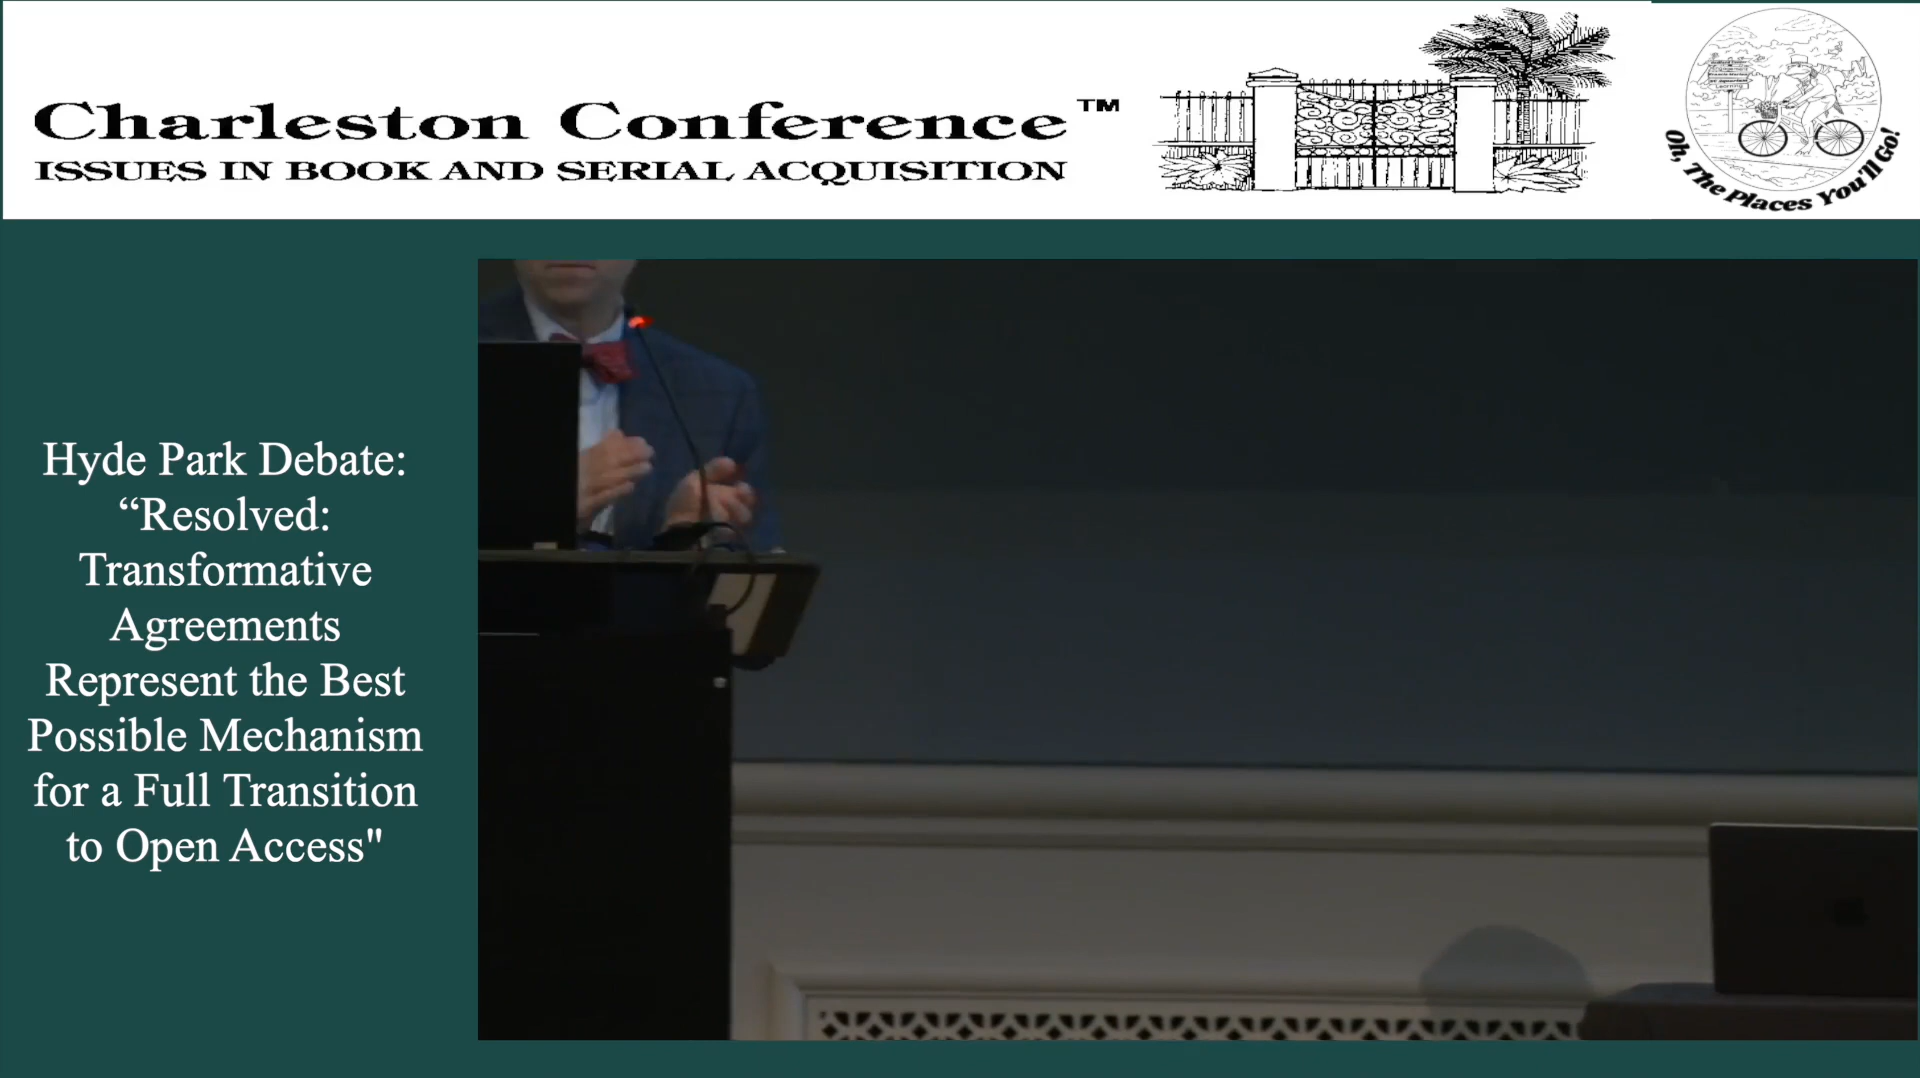 Charleston Conference™
ISSUES IN BOOK AND SERIAL ACQUISITION
Oh, The Places You'll Go!
Hyde Park Debate:
“Resolved:
Transformative
Agreements
Represent the Best
Possible Mechanism
for a Full Transition
to Open Access"